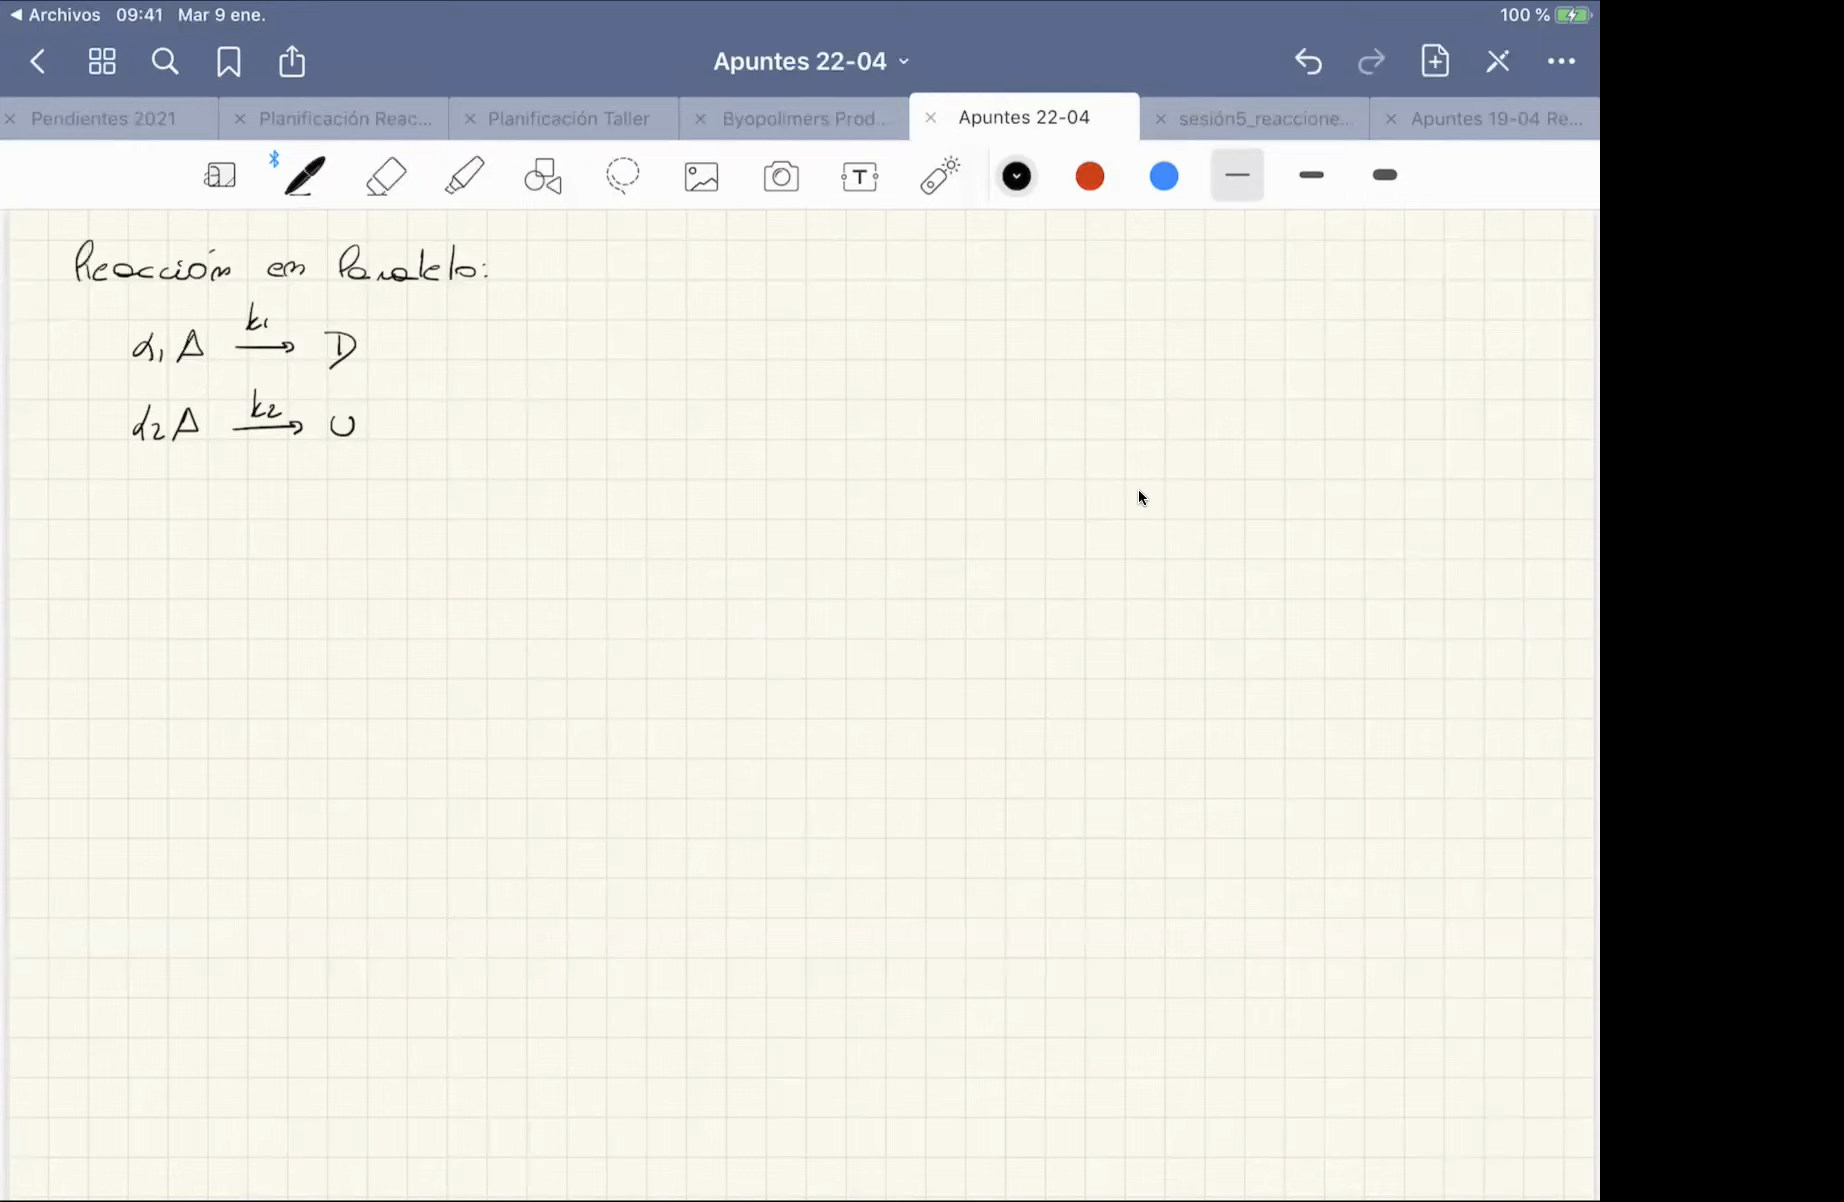 Archivos 09:41 Mar 9 ene. 100 %
Apuntes 22-04
Pendientes 2021 Planificación Reac... Planificación Taller Byopolimers Prod... Apuntes 22-04 sesión5_reaccione... Apuntes 19-04 Re...
Reacción en Paralelo:
k1
α1 A → D
k2
α2 A → U